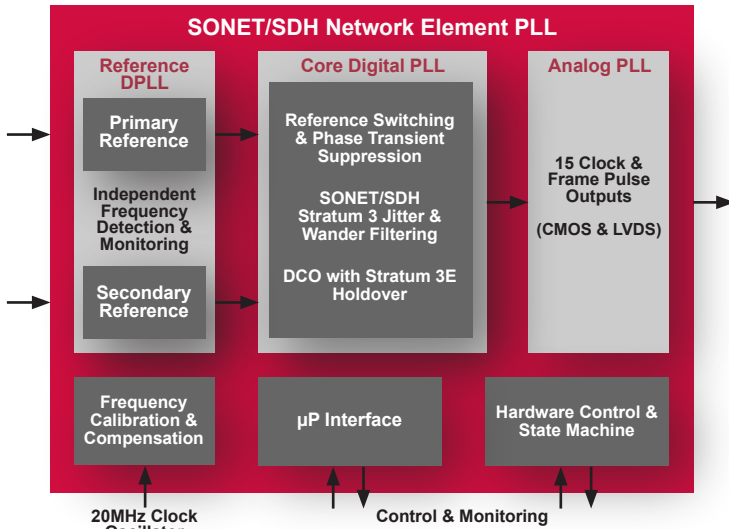 SONET/SDH Network Element PLL
Reference
DPLL
Primary
Reference
Independent
Frequency
Detection &
Monitoring
Secondary
Reference
Core Digital PLL
Reference Switching
& Phase Transient
Suppression
SONET/SDH
Stratum 3 Jitter &
Wander Filtering
DCO with Stratum 3E
Holdover
Analog PLL
15 Clock &
Frame Pulse
Outputs
(CMOS & LVDS)
Frequency
Calibration &
Compensation
µP Interface
Hardware Control &
State Machine
20MHz Clock
Oscillator
Control & Monitoring